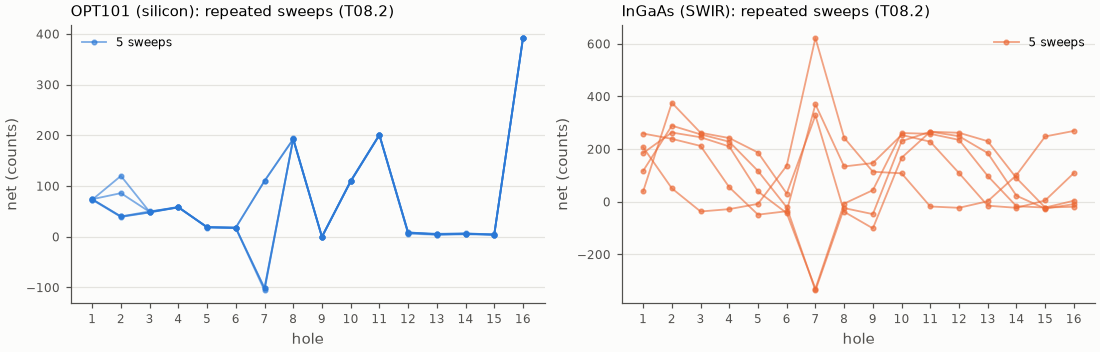 OPT101 (silicon): repeated sweeps (T08.2)
5 sweeps
net (counts)
400
300
200
100
0
−100
1 2 3 4 5 6 7 8 9 10 11 12 13 14 15 16
hole
InGaAs (SWIR): repeated sweeps (T08.2)
5 sweeps
net (counts)
600
400
200
0
−200
1 2 3 4 5 6 7 8 9 10 11 12 13 14 15 16
hole